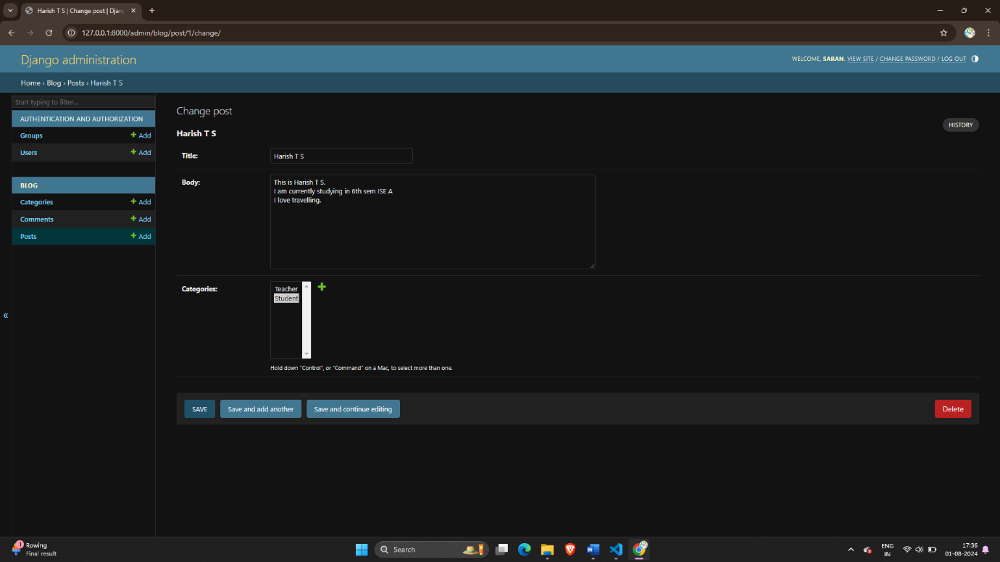 Harish T S | Change post | Djang
127.0.0.1:8000/admin/blog/post/1/change/
Django administration
WELCOME, SARAN. VIEW SITE / CHANGE PASSWORD / LOG OUT
Home › Blog › Posts › Harish T S
Start typing to filter...
AUTHENTICATION AND AUTHORIZATION
Groups + Add
Users + Add
BLOG
Categories + Add
Comments + Add
Posts + Add
«
Change post
HISTORY
Harish T S
Title: Harish T S
Body: This is Harish T S.
I am currently studying in 6th sem ISE A
I love travelling.
Categories: Teacher
Student
Hold down “Control”, or “Command” on a Mac, to select more than one.
SAVE Save and add another Save and continue editing Delete
1 Rowing
Final result
Search
ENG
IN
17:36
01-08-2024